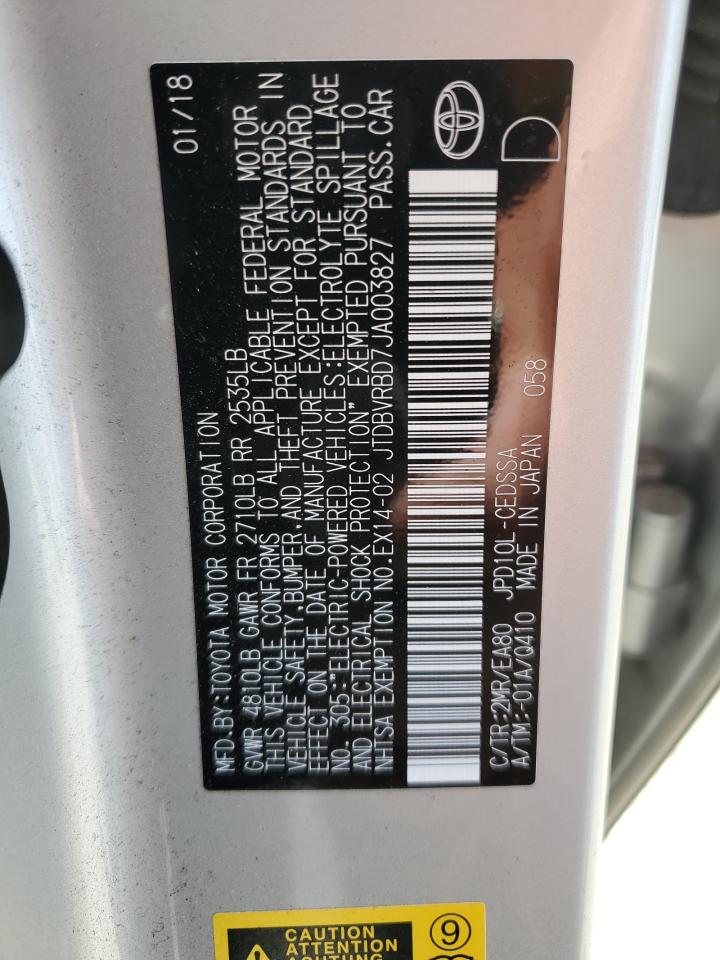 01/18
MFD.BY:TOYOTA MOTOR CORPORATION
GVWR 4810LB GAWR FR 2710LB RR 2535LB
THIS VEHICLE CONFORMS TO ALL APPLICABLE FEDERAL MOTOR
VEHICLE SAFETY,BUMPER,AND THEFT PREVENTION STANDARDS IN
EFFECT ON THE DATE OF MANUFACTURE EXCEPT FOR STANDARD
NO. 305:"ELECTRIC-POWERED VEHICLES:ELECTROLYTE SPILLAGE
AND ELECTRICAL SHOCK PROTECTION" EXEMPTED PURSUANT TO
NHTSA EXEMPTION NO.EX14-02 JTDBVRBD7JA003827 PASS.CAR
D
C/TR:2MR/EA80 JPD10L-CEDSSA
A/TM:-01A/Q410 MADE IN JAPAN 058
CAUTION
ATTENTION
ACHTUNG
9